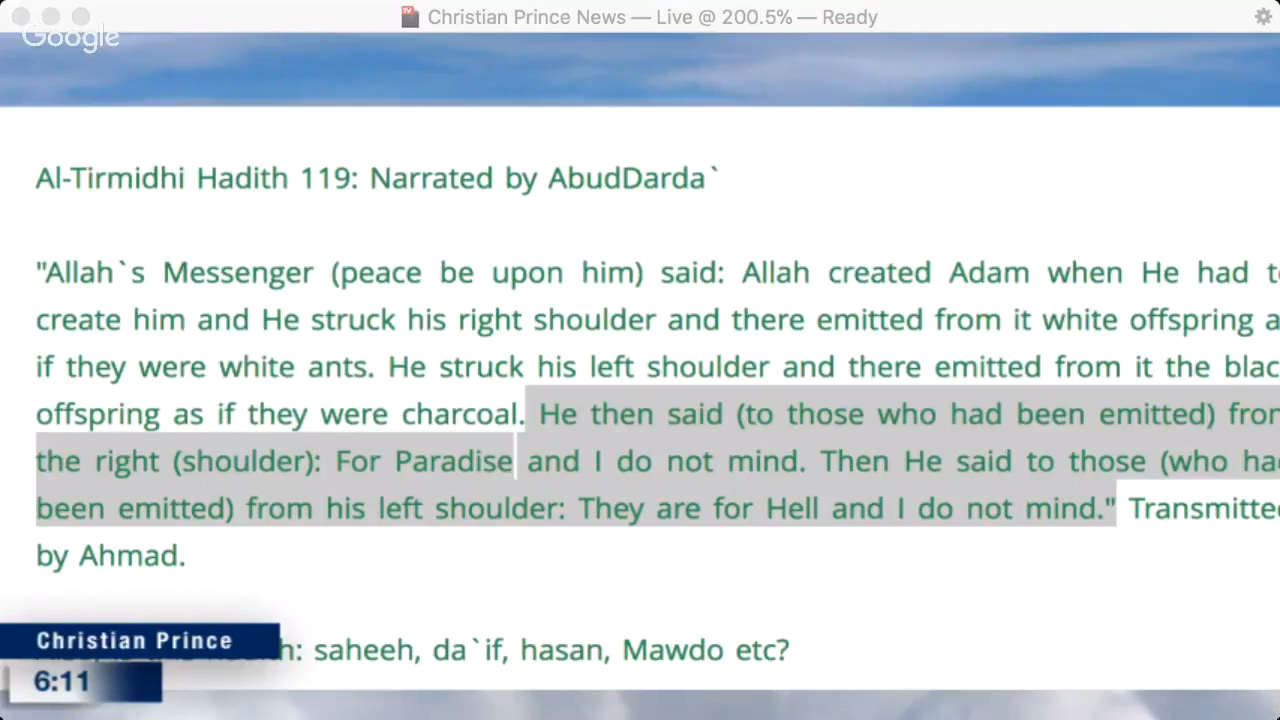 Christian Prince News — Live @ 200.5% — Ready
Google
Al-Tirmidhi Hadith 119: Narrated by AbudDarda`
"Allah`s Messenger (peace be upon him) said: Allah created Adam when He had
create him and He struck his right shoulder and there emitted from it white offspring
if they were white ants. He struck his left shoulder and there emitted from it the
offspring as if they were charcoal. He then said (to those who had been emitted)
the right (shoulder): For Paradise and I do not mind. Then He said to those (who
been emitted) from his left shoulder: They are for Hell and I do not mind."
by Ahmad.
saheeh, da`if, hasan, Mawdo etc?
Christian Prince
6:11